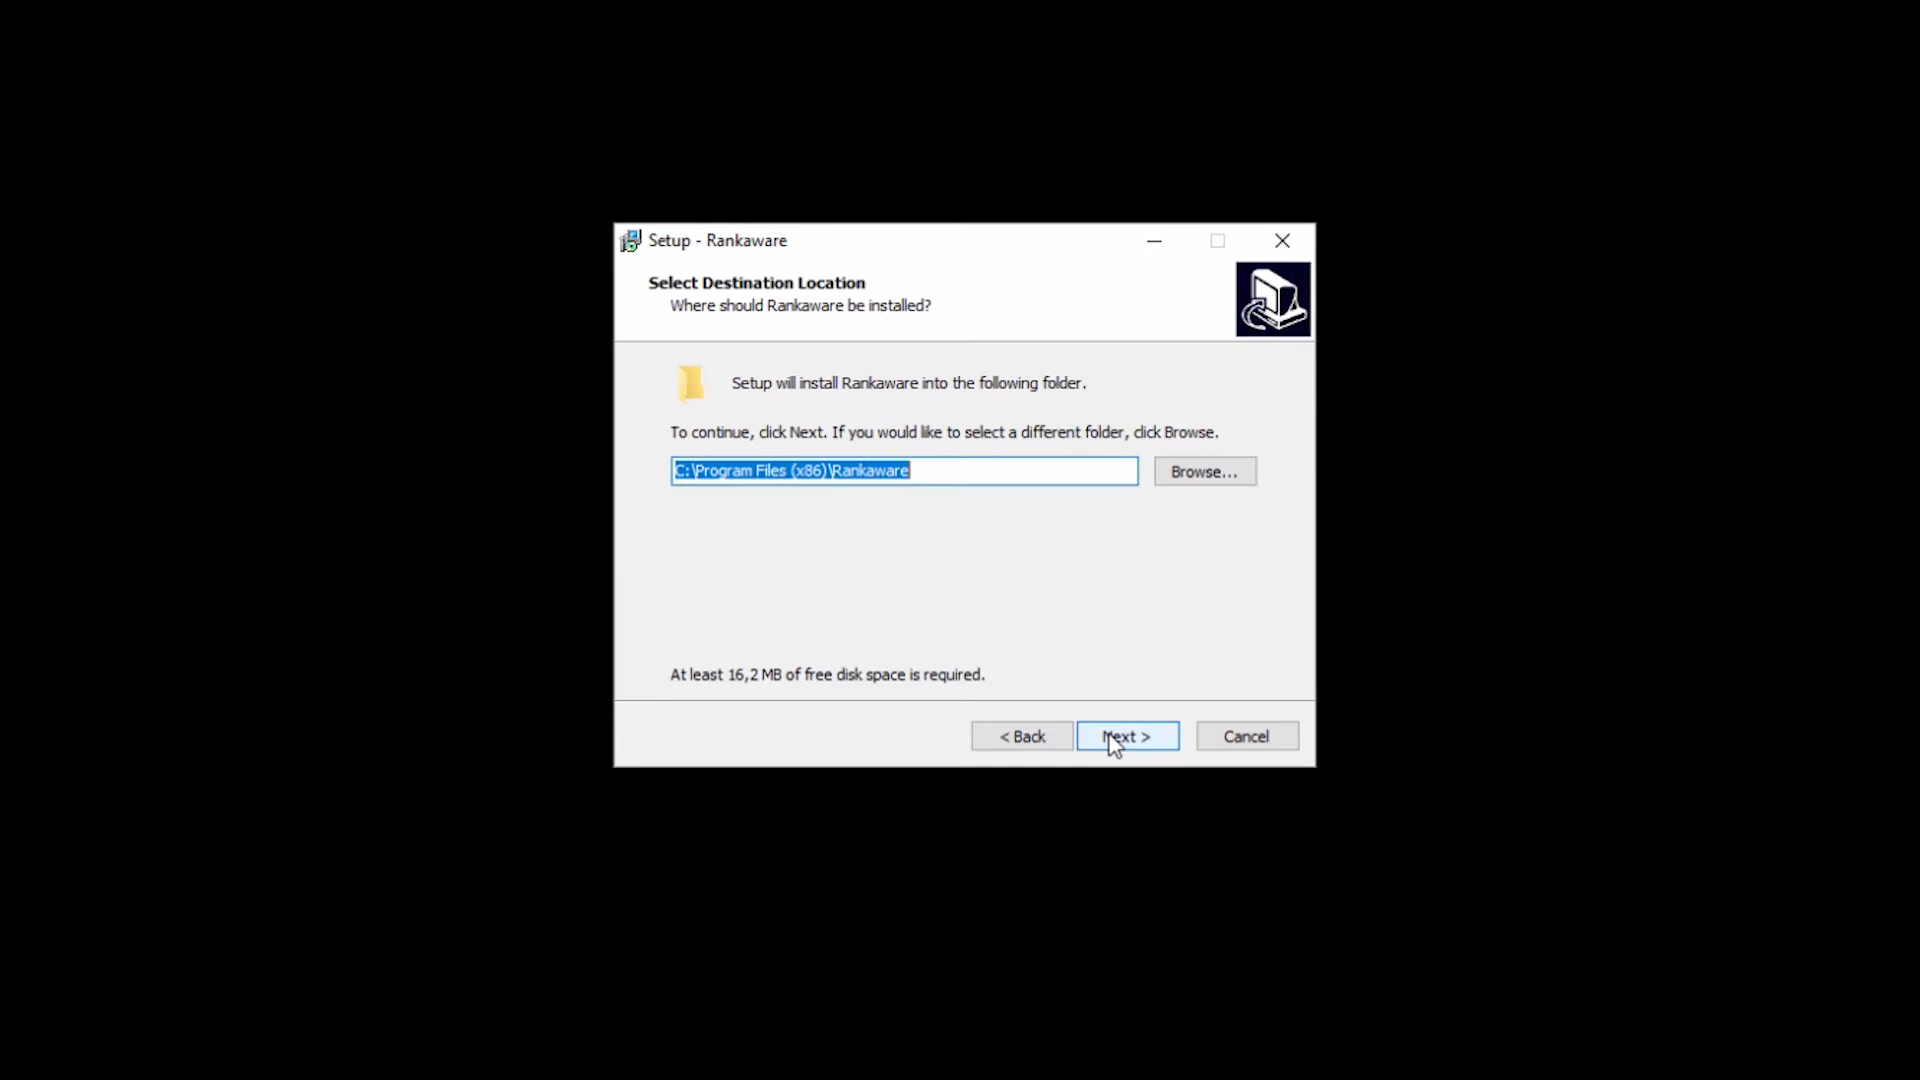 Setup - Rankaware
Select Destination Location
Where should Rankaware be installed?
Setup will install Rankaware into the following folder.
To continue, click Next. If you would like to select a different folder, click Browse.
C:\Program Files (x86)\Rankaware
Browse...
At least 16,2 MB of free disk space is required.
< Back
Next >
Cancel